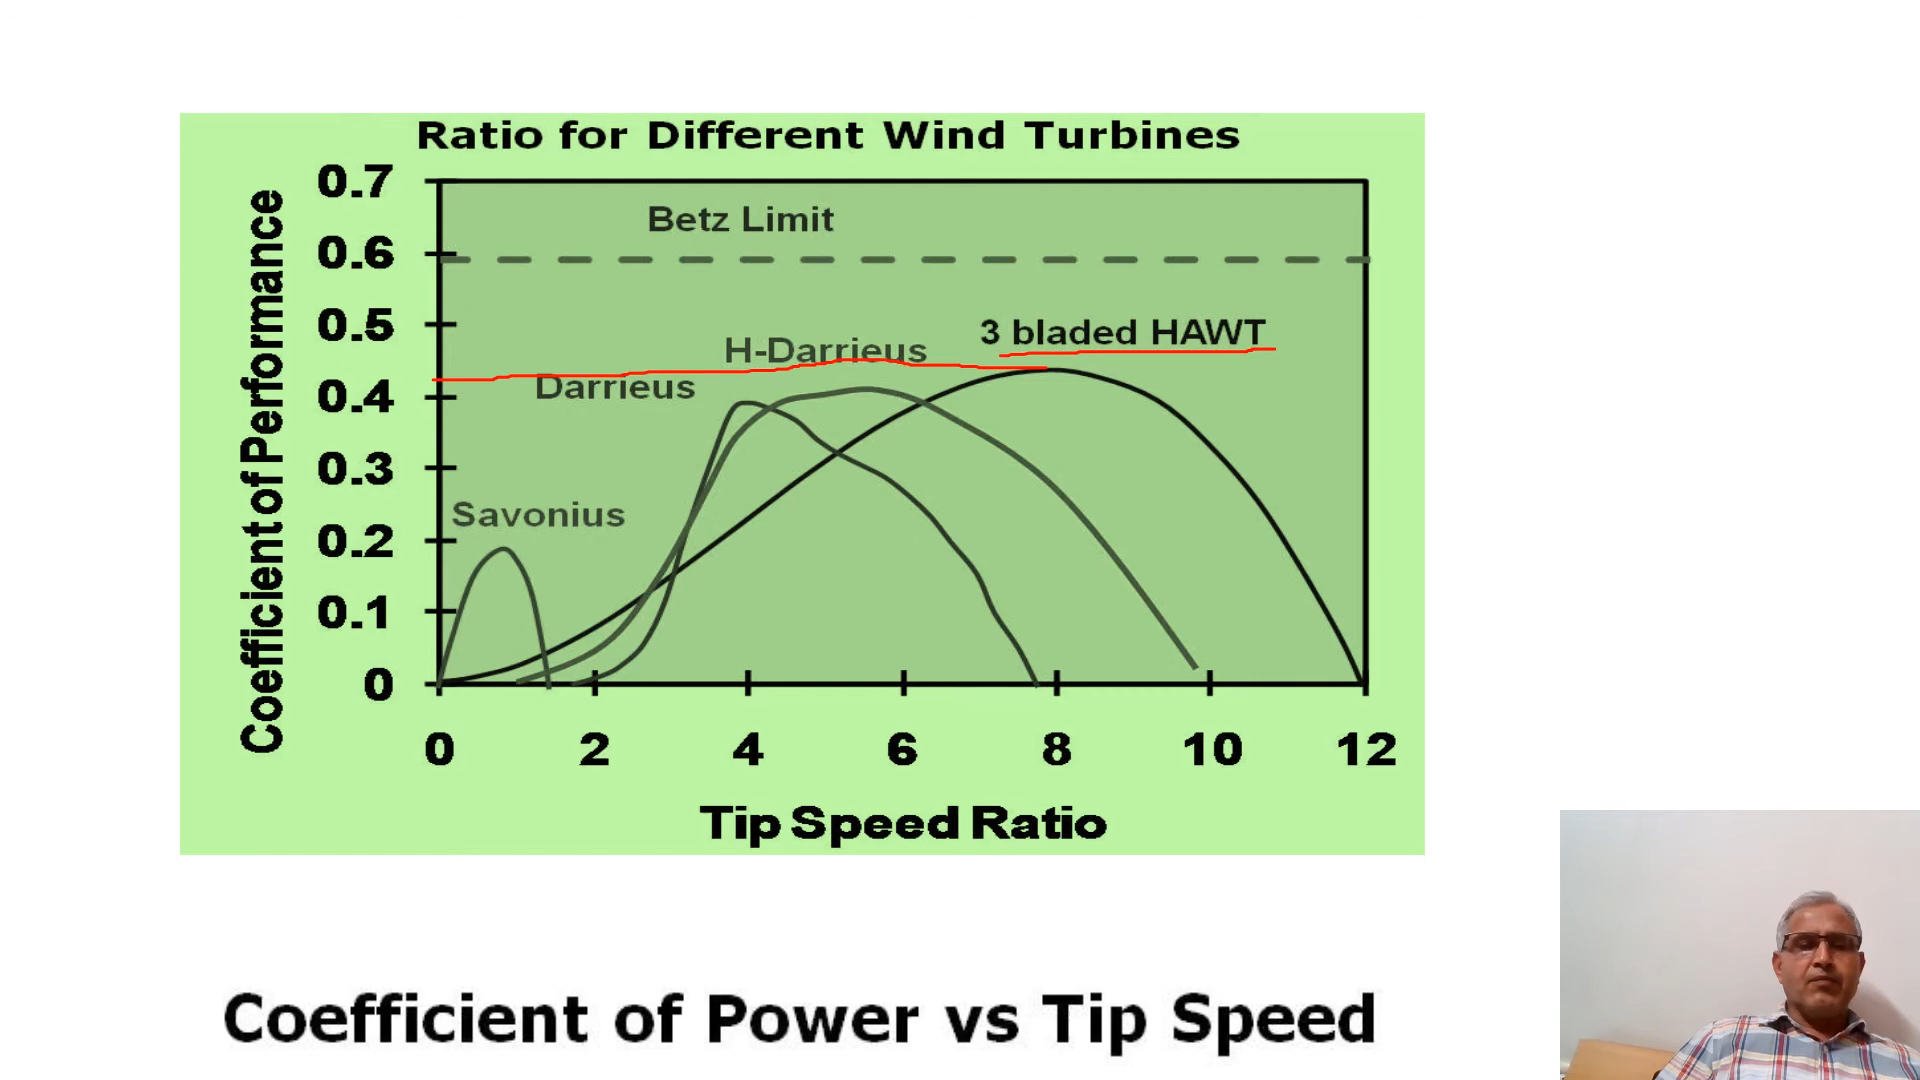 Ratio for Different Wind Turbines
Coefficient of Performance
0.7
0.6
0.5
0.4
0.3
0.2
0.1
0
Betz Limit
3 bladed HAWT
H-Darrieus
Darrieus
Savonius
0 2 4 6 8 10 12
Tip Speed Ratio
Coefficient of Power vs Tip Speed